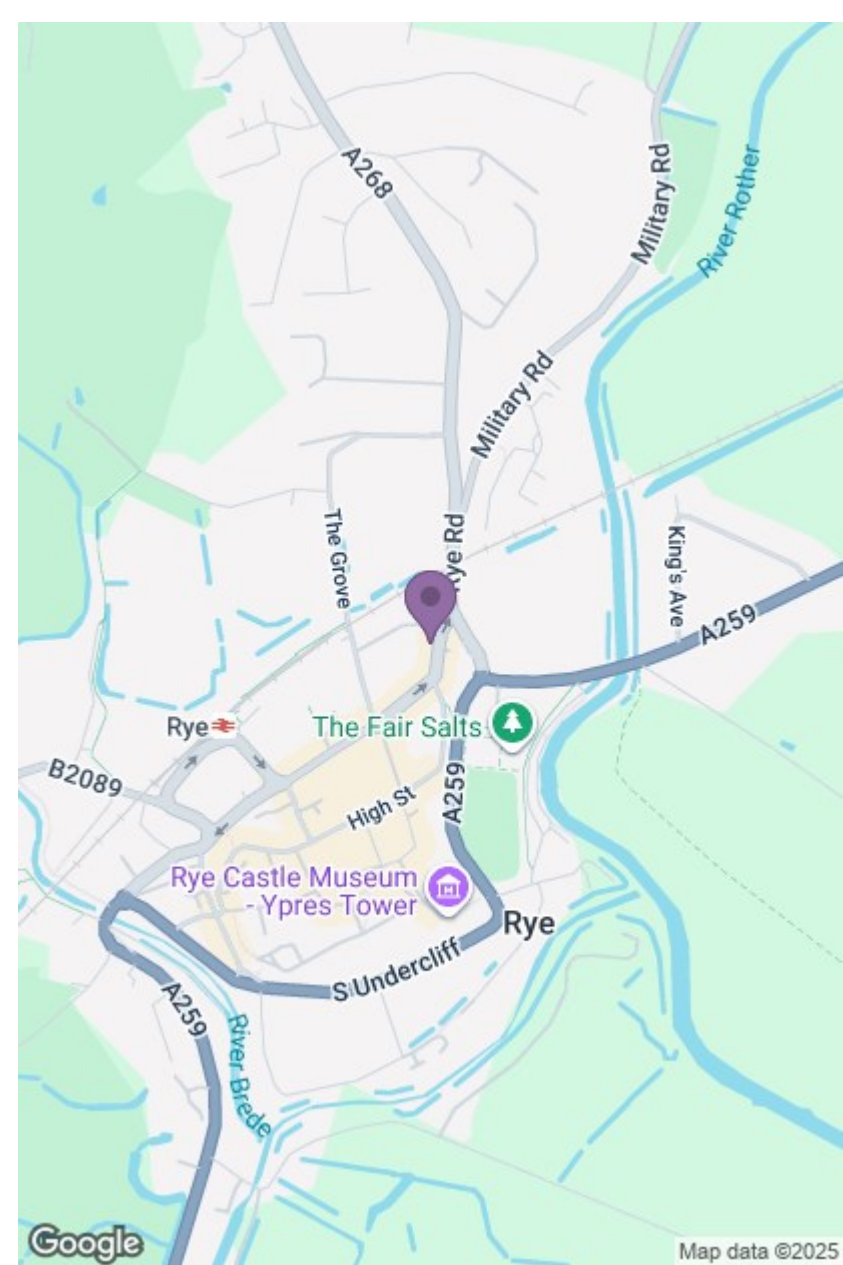 A268
Military Rd
River Rother
Military Rd
The Grove
Rye Rd
King's Ave
A259
Rye
The Fair Salts
B2089
A259
High St
Rye Castle Museum
- Ypres Tower
Rye
S Undercliff
A259
River Brede
Google
Map data ©2025